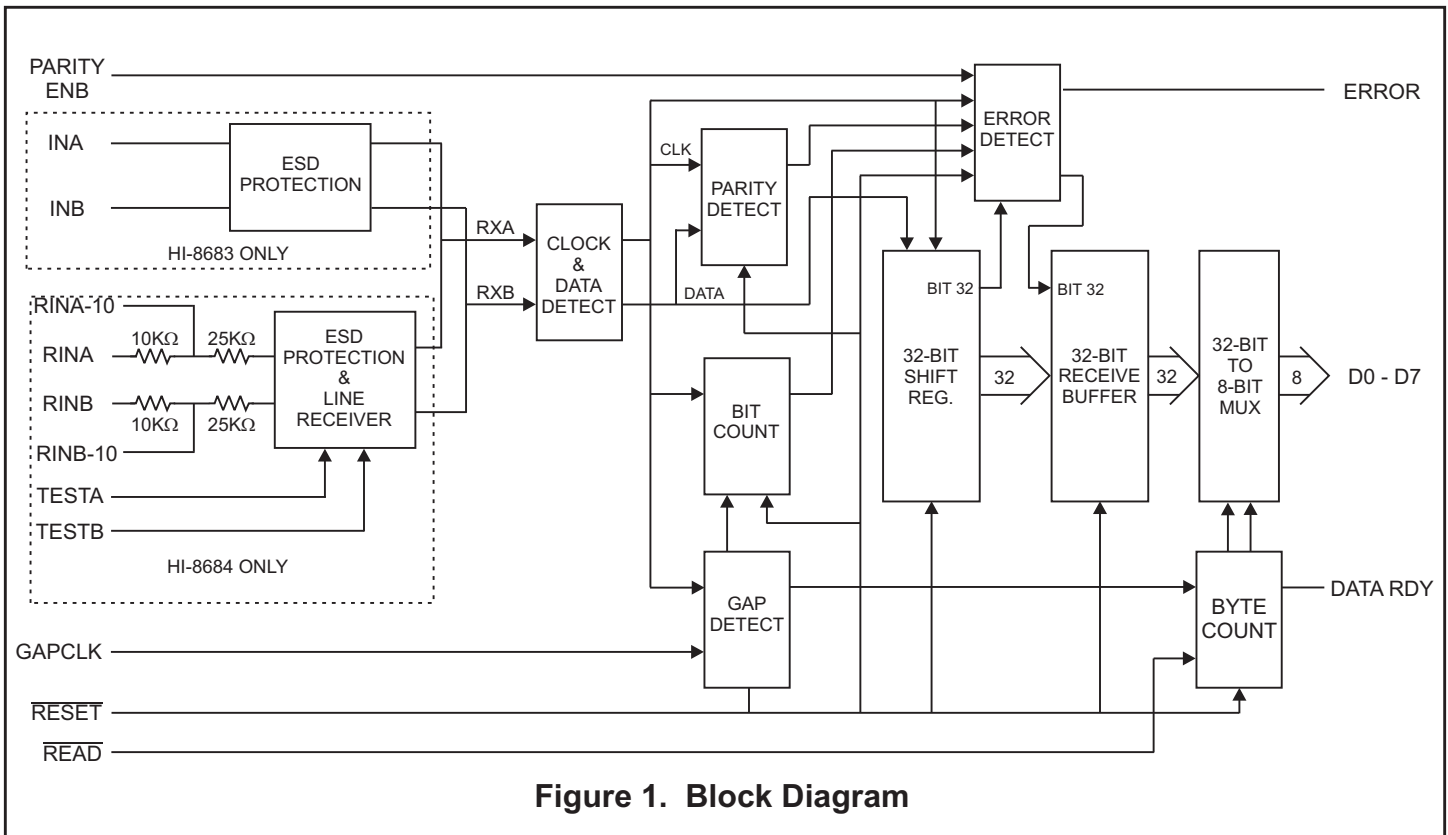 PARITY
ENB
INA
INB
ESD
PROTECTION
HI-8683 ONLY
RINA-10
10KΩ
25KΩ
RINA
RINB
10KΩ
25KΩ
RINB-10
ESD
PROTECTION
&
LINE
RECEIVER
TESTA
TESTB
HI-8684 ONLY
GAPCLK
RESET
READ
RXA
RXB
CLOCK
&
DATA
DETECT
CLK
DATA
PARITY
DETECT
BIT
COUNT
GAP
DETECT
ERROR
DETECT
ERROR
BIT 32
32-BIT
SHIFT
REG.
32
BIT 32
32-BIT
RECEIVE
BUFFER
32
32-BIT
TO
8-BIT
MUX
8
D0 - D7
BYTE
COUNT
DATA RDY
Figure 1. Block Diagram